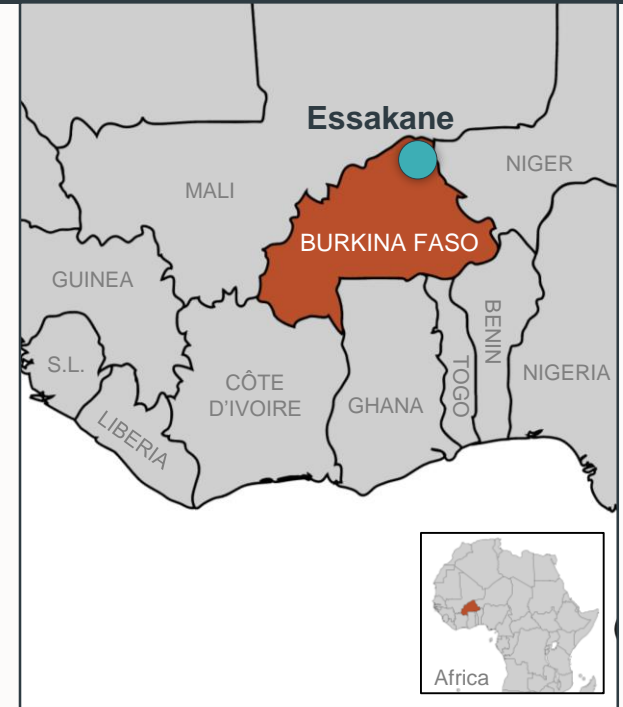 Essakane
NIGER
MALI
BURKINA FASO
GUINEA
BENIN
S.L.
TOGO
NIGERIA
CÔTE
D'IVOIRE
GHANA
LIBERIA
Africa